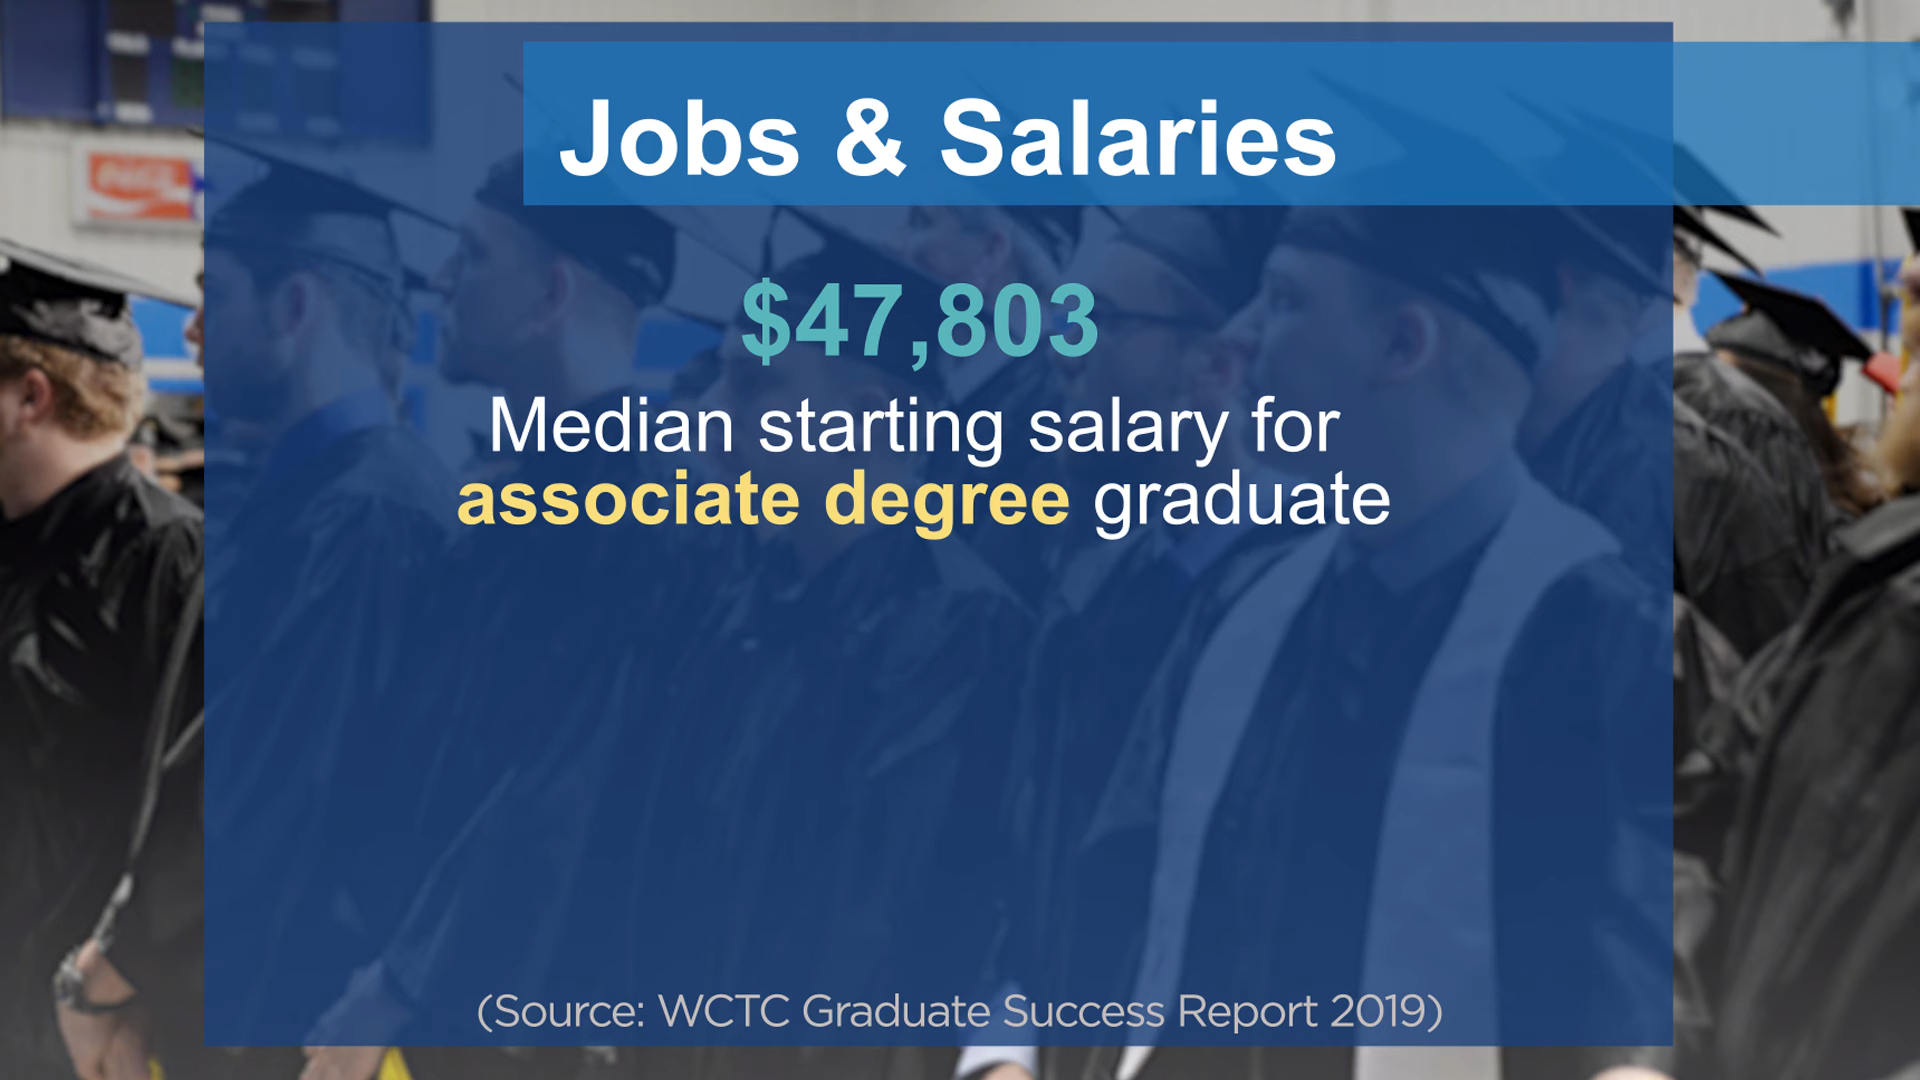 Jobs & Salaries
$47,803
Median starting salary for
associate degree graduate
(Source: WCTC Graduate Success Report 2019)